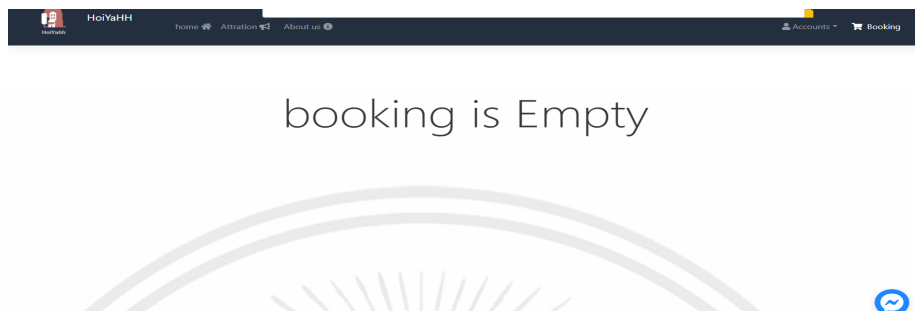 HoiYaHH
HoiYahh
home Attration About us
Accounts Booking
booking is Empty